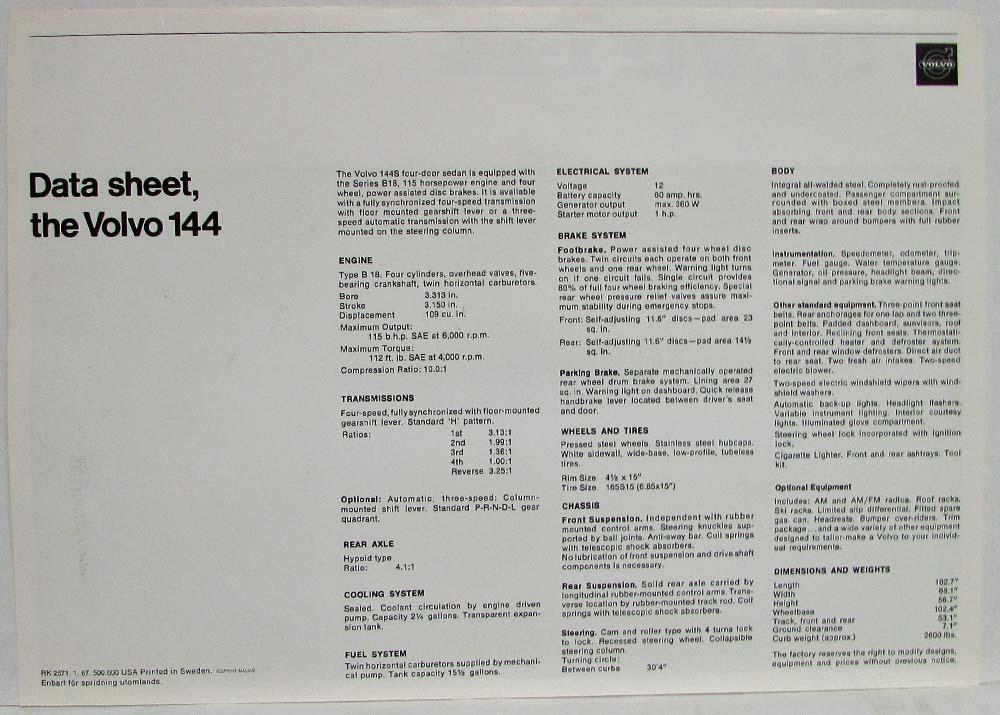 VOLVO
Data sheet,
the Volvo 144
The Volvo 144S four-door sedan is equipped with
the Series B18, 115 horsepower engine and four
wheel, power assisted disc brakes. It is available
with a fully synchronized four-speed transmission
with floor mounted gearshift lever or a three-
speed automatic transmission with the shift lever
mounted on the steering column.
ENGINE
Type B 18. Four cylinders, overhead valves, five-
bearing crankshaft, twin horizontal carburetors.
Bore 3.313 in.
Stroke 3.150 in.
Displacement 109 cu. in.
Maximum Output:
115 b.h.p. SAE at 6,000 r.p.m.
Maximum Torque:
112 ft. lb. SAE at 4,000 r.p.m.
Compression Ratio: 10.0:1
TRANSMISSIONS
Four-speed, fully synchronized with floor-mounted
gearshift lever. Standard 'H' pattern.
Ratios: 1st 3.13:1
2nd 1.99:1
3rd 1.36:1
4th 1.00:1
Reverse 3.25:1
Optional: Automatic, three-speed: Column-
mounted shift lever. Standard P-R-N-D-L gear
quadrant.
REAR AXLE
Hypoid type
Ratio: 4.1:1
COOLING SYSTEM
Sealed. Coolant circulation by engine driven
pump. Capacity 2¼ gallons. Transparent expan-
sion tank.
FUEL SYSTEM
Twin horizontal carburetors supplied by mechani-
cal pump. Tank capacity 15½ gallons.
ELECTRICAL SYSTEM
Voltage 12
Battery capacity 60 amp. hrs.
Generator output max. 360 W
Starter motor output 1 h.p.
BRAKE SYSTEM
Footbrake. Power assisted four wheel disc
brakes. Twin circuits each operate on both front
wheels and one rear wheel. Warning light turns
on if one circuit fails. Single circuit provides
80% of full four wheel braking efficiency. Special
rear wheel pressure relief valves assure maxi-
mum stability during emergency stops.
Front: Self-adjusting 11.6" discs–pad area 23
sq. in.
Rear: Self-adjusting 11.6" discs–pad area 14½
sq. in.
Parking Brake. Separate mechanically operated
rear wheel drum brake system. Lining area 27
sq. in. Warning light on dashboard. Quick release
handbrake lever located between driver's seat
and door.
WHEELS AND TIRES
Pressed steel wheels. Stainless steel hubcaps.
White sidewall, wide-base, low-profile, tubeless
tires.
Rim Size 4½ x 15"
Tire Size 165S15 (6.85x15")
CHASSIS
Front Suspension. Independent with rubber
mounted control arms. Steering knuckles sup-
ported by ball joints. Anti-sway bar. Coil springs
with telescopic shock absorbers.
No lubrication of front suspension and drive shaft
components is necessary.
Rear Suspension. Solid rear axle carried by
longitudinal rubber-mounted control arms. Trans-
verse location by rubber-mounted track rod. Coil
springs with telescopic shock absorbers.
Steering. Cam and roller type with 4 turns lock
to lock. Recessed steering wheel. Collapsible
steering column.
Turning circle:
Between curbs 30'4"
BODY
Integral all-welded steel. Completely rust-proofed
and undercoated. Passenger compartment sur-
rounded with boxed steel members. Impact
absorbing front and rear body sections. Front
and rear wrap around bumpers with full rubber
inserts.
Instrumentation. Speedometer, odometer, trip-
meter. Fuel gauge. Water temperature gauge.
Generator, oil pressure, headlight beam, direc-
tional signal and parking brake warning lights.
Other standard equipment. Three-point front seat
belts. Rear anchorages for one lap and two three-
point belts. Padded dashboard, sunvisors, roof
and interior. Reclining front seats. Thermostati-
cally-controlled heater and defroster system.
Front and rear window defrosters. Direct air duct
to rear seat. Two fresh air intakes. Two-speed
electric blower.
Two-speed electric windshield wipers with wind-
shield washers.
Automatic back-up lights. Headlight flashers.
Variable instrument lighting. Interior courtesy
lights. Illuminated glove compartment.
Steering wheel lock incorporated with ignition
lock.
Cigarette Lighter. Front and rear ashtrays. Tool
kit.
Optional Equipment
Includes: AM and AM/FM radios. Roof racks.
Ski racks. Limited slip differential. Fitted spare
gas can. Headrests. Bumper over-riders. Trim
package...and a wide variety of other equipment
designed to tailor-make a Volvo to your individ-
ual requirements.
DIMENSIONS AND WEIGHTS
Length 182.7"
Width 68.1"
Height 56.7"
Wheelbase 102.4"
Track, front and rear 53.1"
Ground clearance 7.1"
Curb weight (approx.) 2600 lbs.
The factory reserves the right to modify designs,
equipment and prices without previous notice.
RK 2571. 1. 67. 500.000 USA Printed in Sweden.
Enbart för spridning utomlands.